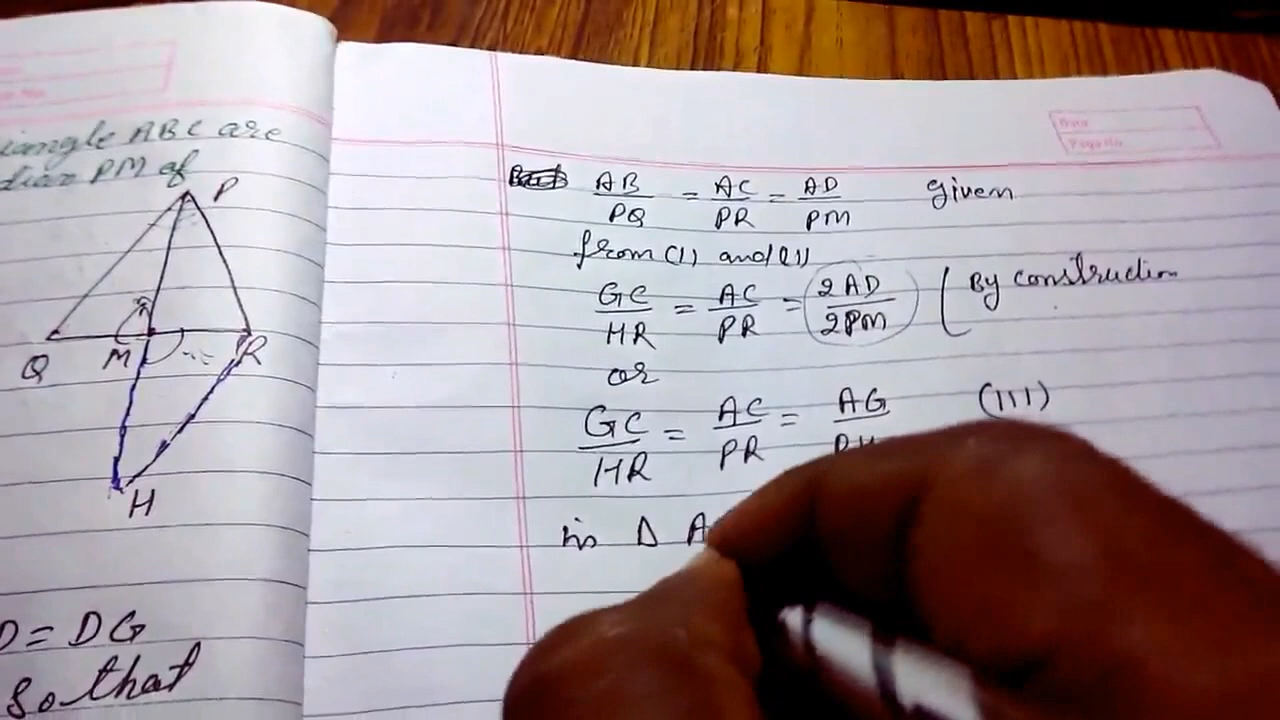 iangle ABC are
dian PM of
P
Q M R
H
D = DG
So that
AB/PQ = AC/PR = AD/PM given
from (1) and (11)
GC/HR = AC/PR = 2AD/2PM ( By construction
or
GC/HR = AC/PR = AG/PH (111)
in Δ A